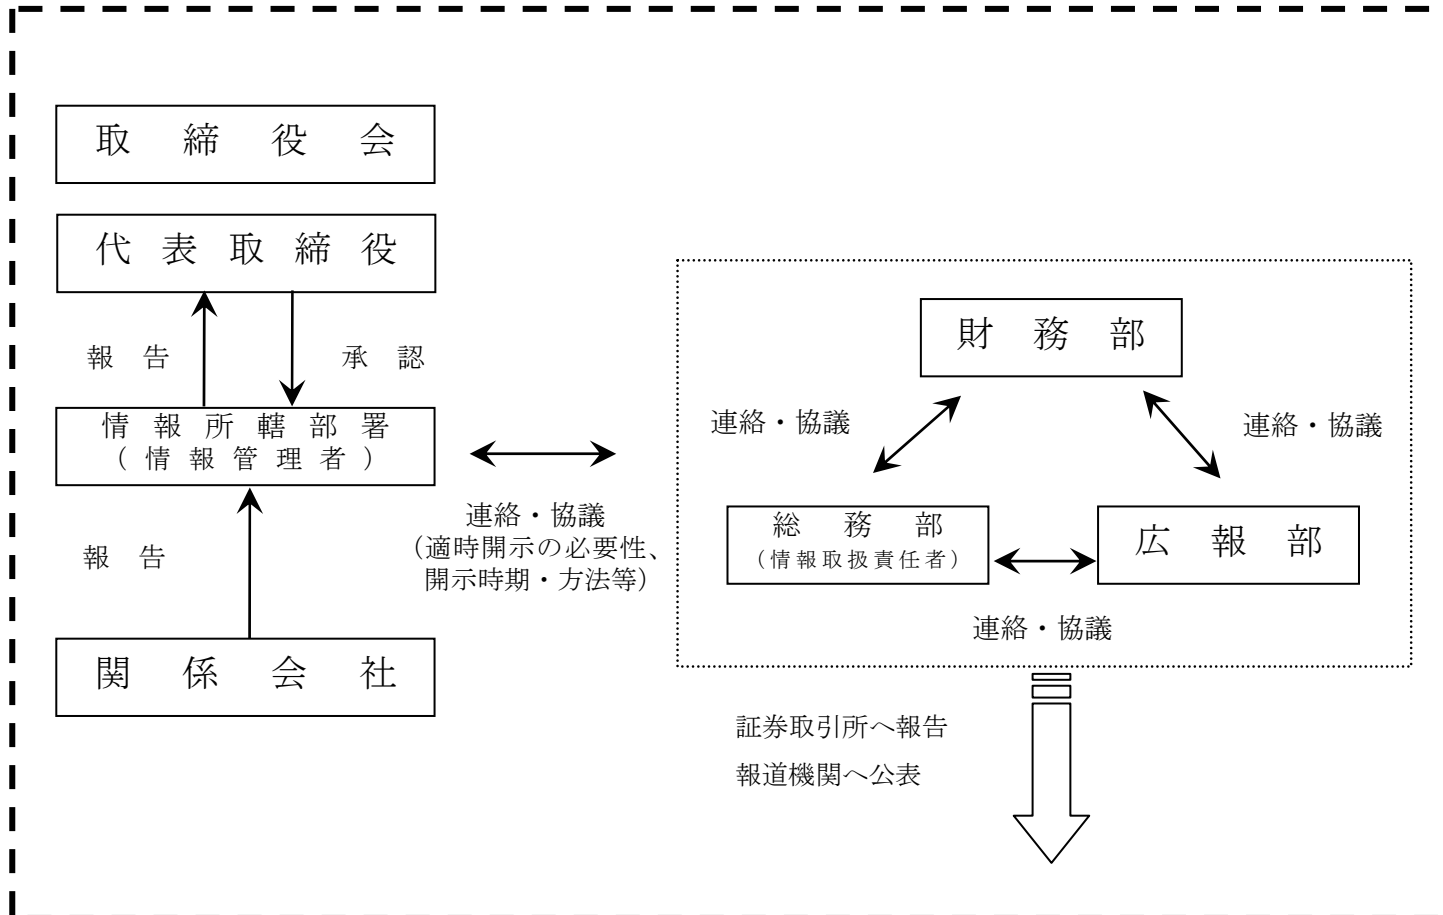 取締役会
代表取締役
報告
承認
情報所轄部署
（情報管理者）
報告
関係会社
連絡・協議
（適時開示の必要性、
開示時期・方法等）
財務部
連絡・協議
連絡・協議
総務部
（情報取扱責任者）
広報部
連絡・協議
証券取引所へ報告
報道機関へ公表